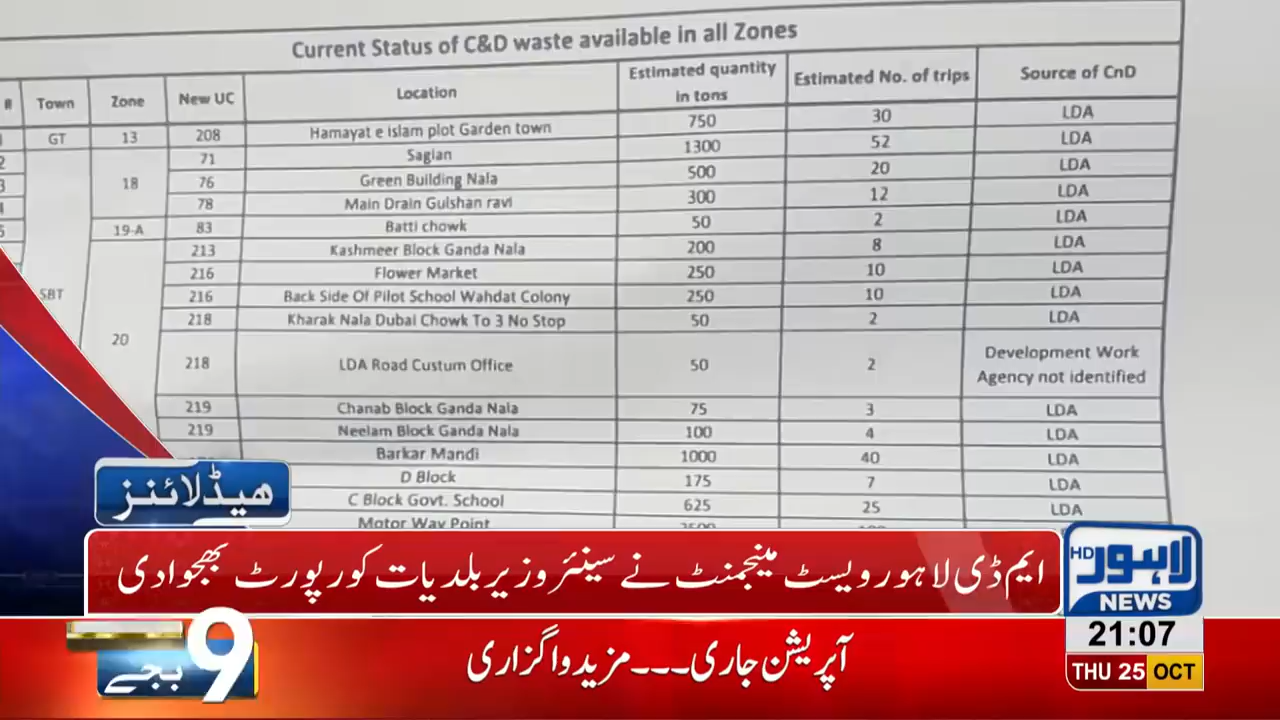 Current Status of C&D waste available in all Zones
# Town Zone New UC Location Estimated quantity in tons Estimated No. of trips Source of CnD
GT 13 208 Hamayat e islam plot Garden town 750 30 LDA
2 SBT 18 71 Sagian 1300 52 LDA
3 76 Green Building Nala 500 20 LDA
78 Main Drain Gulshan ravi 300 12 LDA
19-A 83 Batti chowk 50 2 LDA
20 213 Kashmeer Block Ganda Nala 200 8 LDA
216 Flower Market 250 10 LDA
216 Back Side Of Pilot School Wahdat Colony 250 10 LDA
218 Kharak Nala Dubai Chowk To 3 No Stop 50 2 LDA
218 LDA Road Custum Office 50 2 Development Work Agency not identified
219 Chanab Block Ganda Nala 75 3 LDA
219 Neelam Block Ganda Nala 100 4 LDA
Barkar Mandi 1000 40 LDA
D Block 175 7 LDA
C Block Govt. School 625 25 LDA
Motor Way Point
ہیڈلائنز
ایم ڈی لاہور ویسٹ مینجمنٹ نے سینئر وزیر بلدیات کو رپورٹ بھجوا دی
HD لاہور
NEWS
21:07
THU 25 OCT
9 بجے
آپریشن جاری ۔۔۔ مزید واگزاری